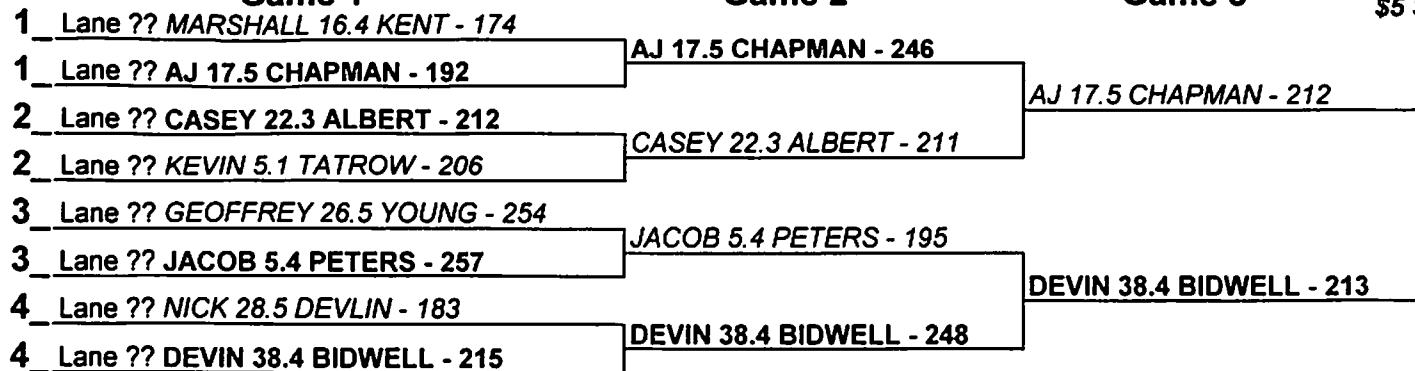 1_ Lane ?? MARSHALL 16.4 KENT - 174
1_ Lane ?? AJ 17.5 CHAPMAN - 192
2_ Lane ?? CASEY 22.3 ALBERT - 212
2_ Lane ?? KEVIN 5.1 TATROW - 206
3_ Lane ?? GEOFFREY 26.5 YOUNG - 254
3_ Lane ?? JACOB 5.4 PETERS - 257
4_ Lane ?? NICK 28.5 DEVLIN - 183
4_ Lane ?? DEVIN 38.4 BIDWELL - 215
AJ 17.5 CHAPMAN - 246
CASEY 22.3 ALBERT - 211
JACOB 5.4 PETERS - 195
DEVIN 38.4 BIDWELL - 248
AJ 17.5 CHAPMAN - 212
DEVIN 38.4 BIDWELL - 213
$5